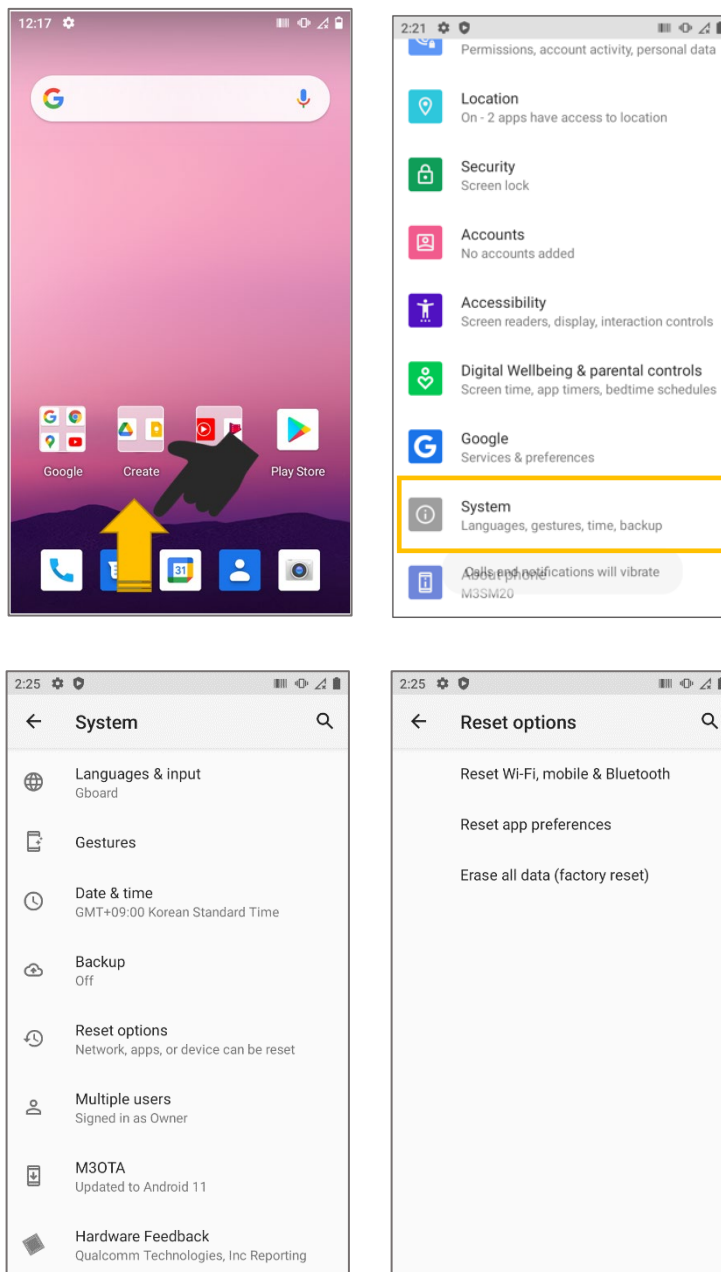 12:17
Google
Create
Play Store
31
2:21
Permissions, account activity, personal data
Location
On - 2 apps have access to location
Security
Screen lock
Accounts
No accounts added
Accessibility
Screen readers, display, interaction controls
Digital Wellbeing & parental controls
Screen time, app timers, bedtime schedules
Google
Services & preferences
System
Languages, gestures, time, backup
About phone
Calls and notifications will vibrate
M3SM20
2:25
System
Languages & input
Gboard
Gestures
Date & time
GMT+09:00 Korean Standard Time
Backup
Off
Reset options
Network, apps, or device can be reset
Multiple users
Signed in as Owner
M3OTA
Updated to Android 11
Hardware Feedback
Qualcomm Technologies, Inc Reporting
2:25
Reset options
Reset Wi-Fi, mobile & Bluetooth
Reset app preferences
Erase all data (factory reset)